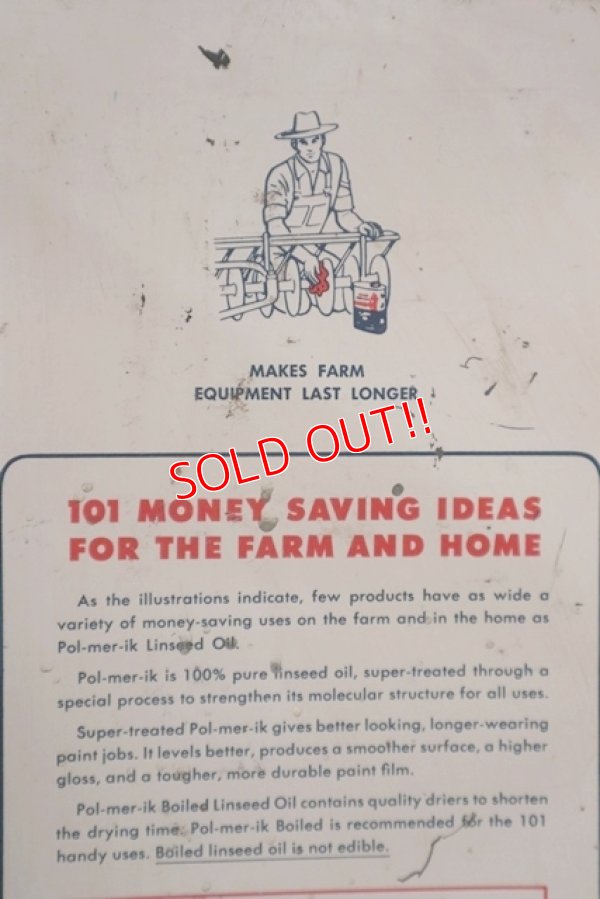 MAKES FARM
EQUIPMENT LAST LONGER
SOLD OUT!!
101 MONEY SAVING IDEAS
FOR THE FARM AND HOME
As the illustrations indicate, few products have as wide a
variety of money-saving uses on the farm and in the home as
Pol-mer-ik Linseed Oil.
Pol-mer-ik is 100% pure linseed oil, super-treated through a
special process to strengthen its molecular structure for all uses.
Super-treated Pol-mer-ik gives better looking, longer-wearing
paint jobs. It levels better, produces a smoother surface, a higher
gloss, and a tougher, more durable paint film.
Pol-mer-ik Boiled Linseed Oil contains quality driers to shorten
the drying time. Pol-mer-ik Boiled is recommended for the 101
handy uses. Boiled linseed oil is not edible.